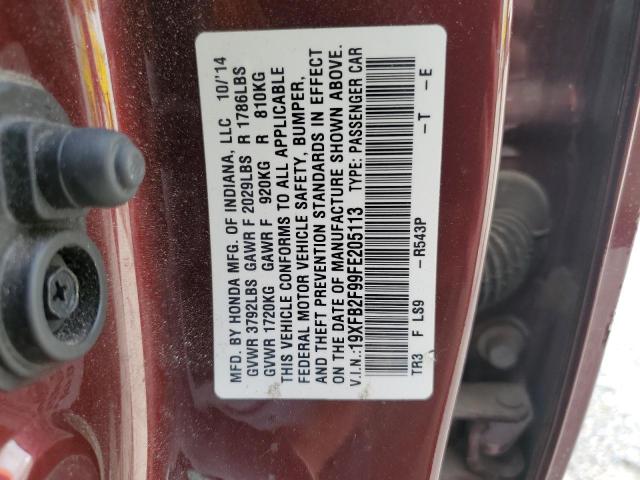 MFD. BY HONDA MFG. OF INDIANA, LLC 10/'14
GVWR 3792LBS GAWR F 2029LBS R 1786LBS
GVWR 1720KG GAWR F 920KG R 810KG
THIS VEHICLE CONFORMS TO ALL APPLICABLE
FEDERAL MOTOR VEHICLE SAFETY, BUMPER,
AND THEFT PREVENTION STANDARDS IN EFFECT
ON THE DATE OF MANUFACTURE SHOWN ABOVE.
V.I.N.:19XFB2F99FE205113 TYPE: PASSENGER CAR
TR3 F LS9 -R543P -T -E